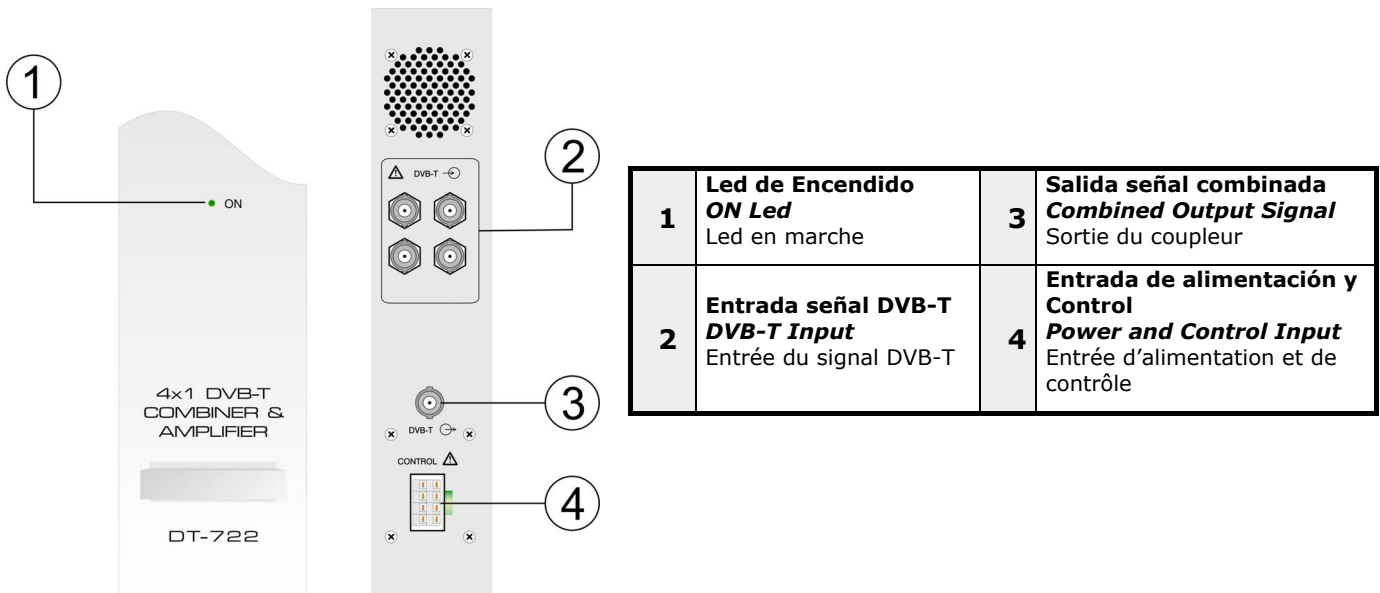 1
ON
4x1 DVB-T
COMBINER &
AMPLIFIER
DT-722
DVB-T
2
3
DVB-T
CONTROL
4
1
Led de Encendido
ON Led
Led en marche
3
Salida señal combinada
Combined Output Signal
Sortie du coupleur
2
Entrada señal DVB-T
DVB-T Input
Entrée du signal DVB-T
4
Entrada de alimentación y
Control
Power and Control Input
Entrée d’alimentation et de
contrôle